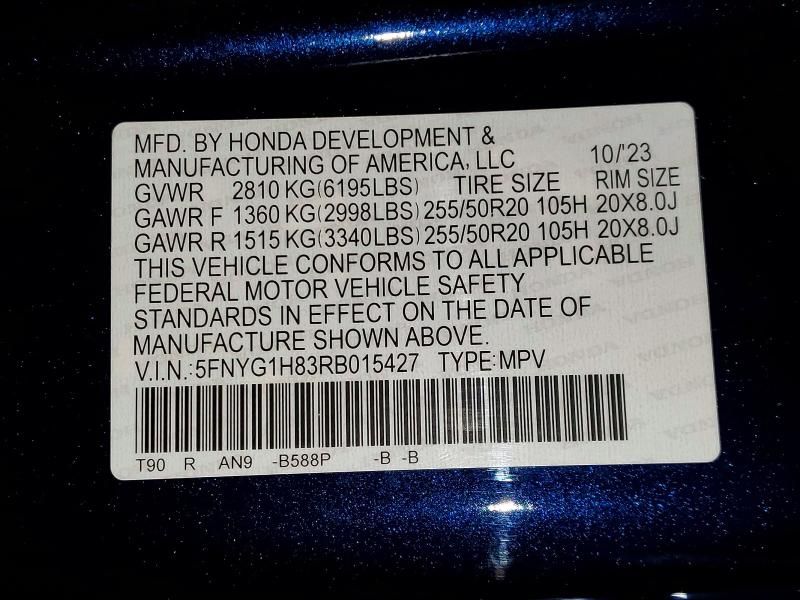 MFD. BY HONDA DEVELOPMENT &
MANUFACTURING OF AMERICA, LLC 10/'23
GVWR 2810 KG(6195LBS) TIRE SIZE RIM SIZE
GAWR F 1360 KG(2998LBS) 255/50R20 105H 20X8.0J
GAWR R 1515 KG(3340LBS) 255/50R20 105H 20X8.0J
THIS VEHICLE CONFORMS TO ALL APPLICABLE
FEDERAL MOTOR VEHICLE SAFETY
STANDARDS IN EFFECT ON THE DATE OF
MANUFACTURE SHOWN ABOVE.
V.I.N.:5FNYG1H83RB015427 TYPE:MPV
T90 R AN9 -B588P -B -B